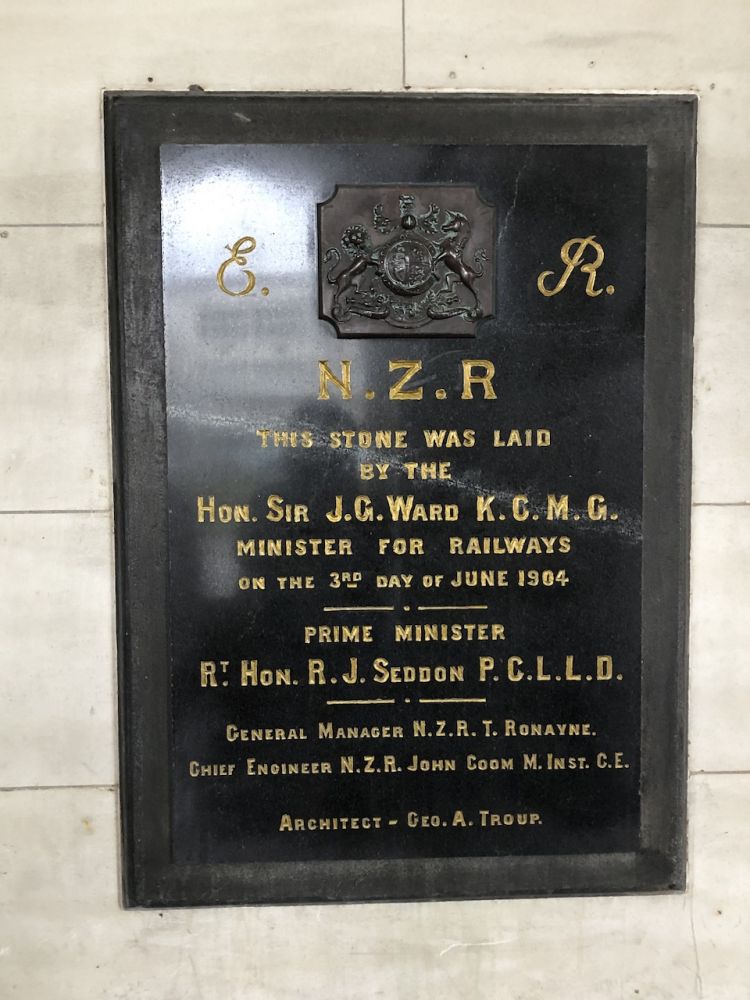 E. R.
N.Z.R
THIS STONE WAS LAID
BY THE
HON. SIR J.G. WARD K.C.M.G.
MINISTER FOR RAILWAYS
ON THE 3RD DAY OF JUNE 1904
PRIME MINISTER
RT. HON. R.J. SEDDON P.C.L.L.D.
GENERAL MANAGER N.Z.R. T. RONAYNE.
CHIEF ENGINEER N.Z.R. JOHN COOM M. INST. C.E.
ARCHITECT - GEO. A. TROUP.